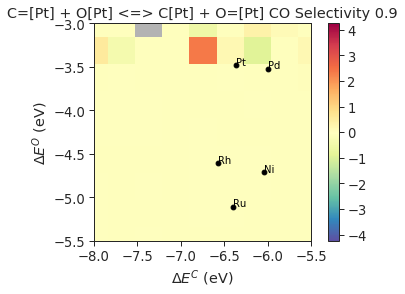 C=[Pt] + O[Pt] <=> C[Pt] + O=[Pt] CO Selectivity 0.9
−3.0
−3.5
−4.0
−4.5
−5.0
−5.5
ΔE^O (eV)
Pt
Pd
Rh
Ni
Ru
−8.0 −7.5 −7.0 −6.5 −6.0 −5.5
ΔE^C (eV)
4
3
2
1
0
−1
−2
−3
−4